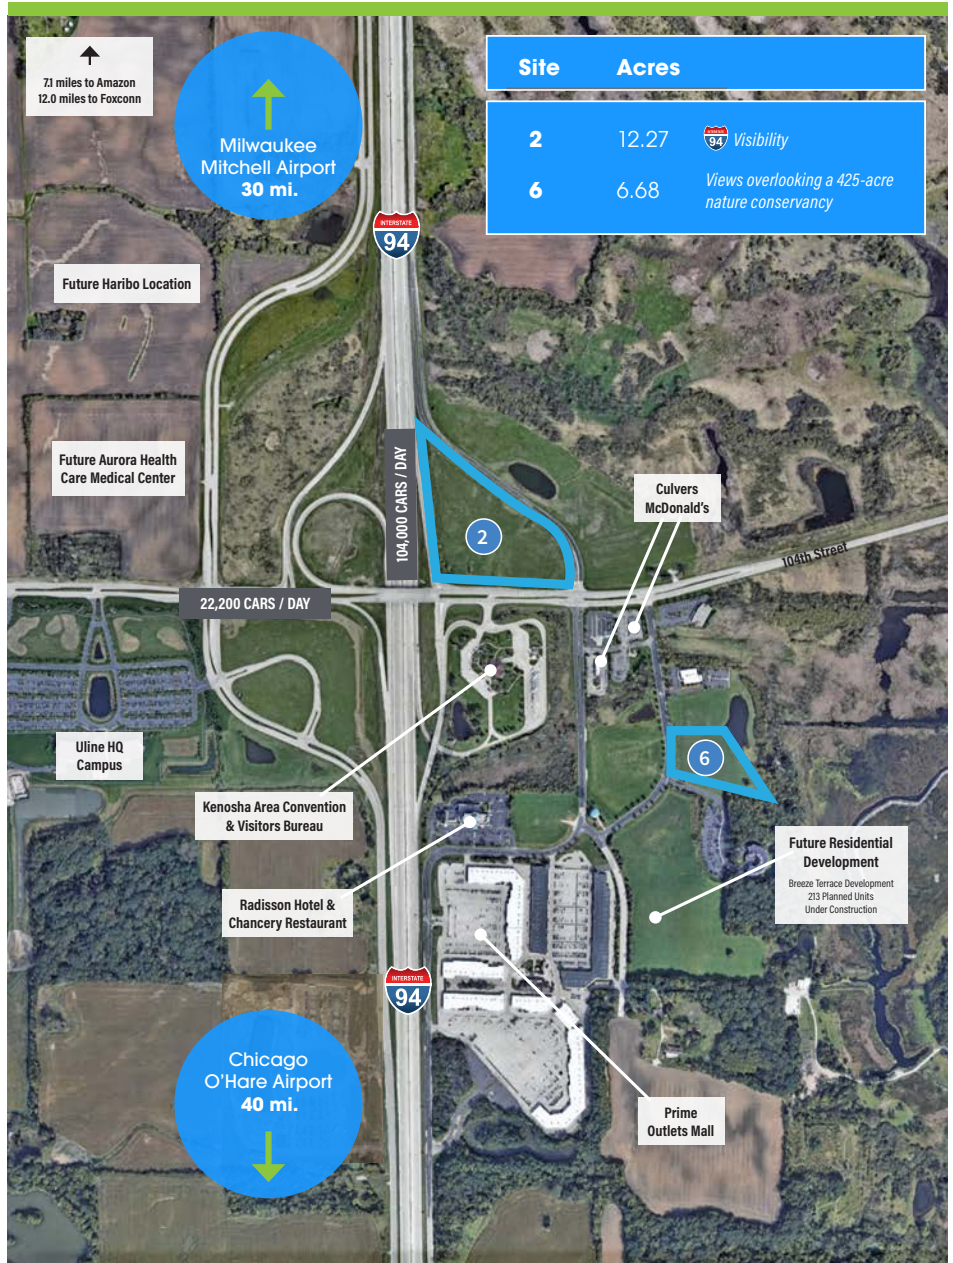 7.1 miles to Amazon
12.0 miles to Foxconn
Milwaukee
Mitchell Airport
30 mi.
Site Acres
2 12.27 INTERSTATE 94 Visibility
6 6.68 Views overlooking a 425-acre
nature conservancy
INTERSTATE
94
Future Haribo Location
Future Aurora Health
Care Medical Center
104,000 CARS / DAY
2
Culvers
McDonald's
104th Street
22,200 CARS / DAY
Uline HQ
Campus
6
Kenosha Area Convention
& Visitors Bureau
Radisson Hotel &
Chancery Restaurant
Future Residential
Development
Breeze Terrace Development
213 Planned Units
Under Construction
INTERSTATE
94
Chicago
O'Hare Airport
40 mi.
Prime
Outlets Mall